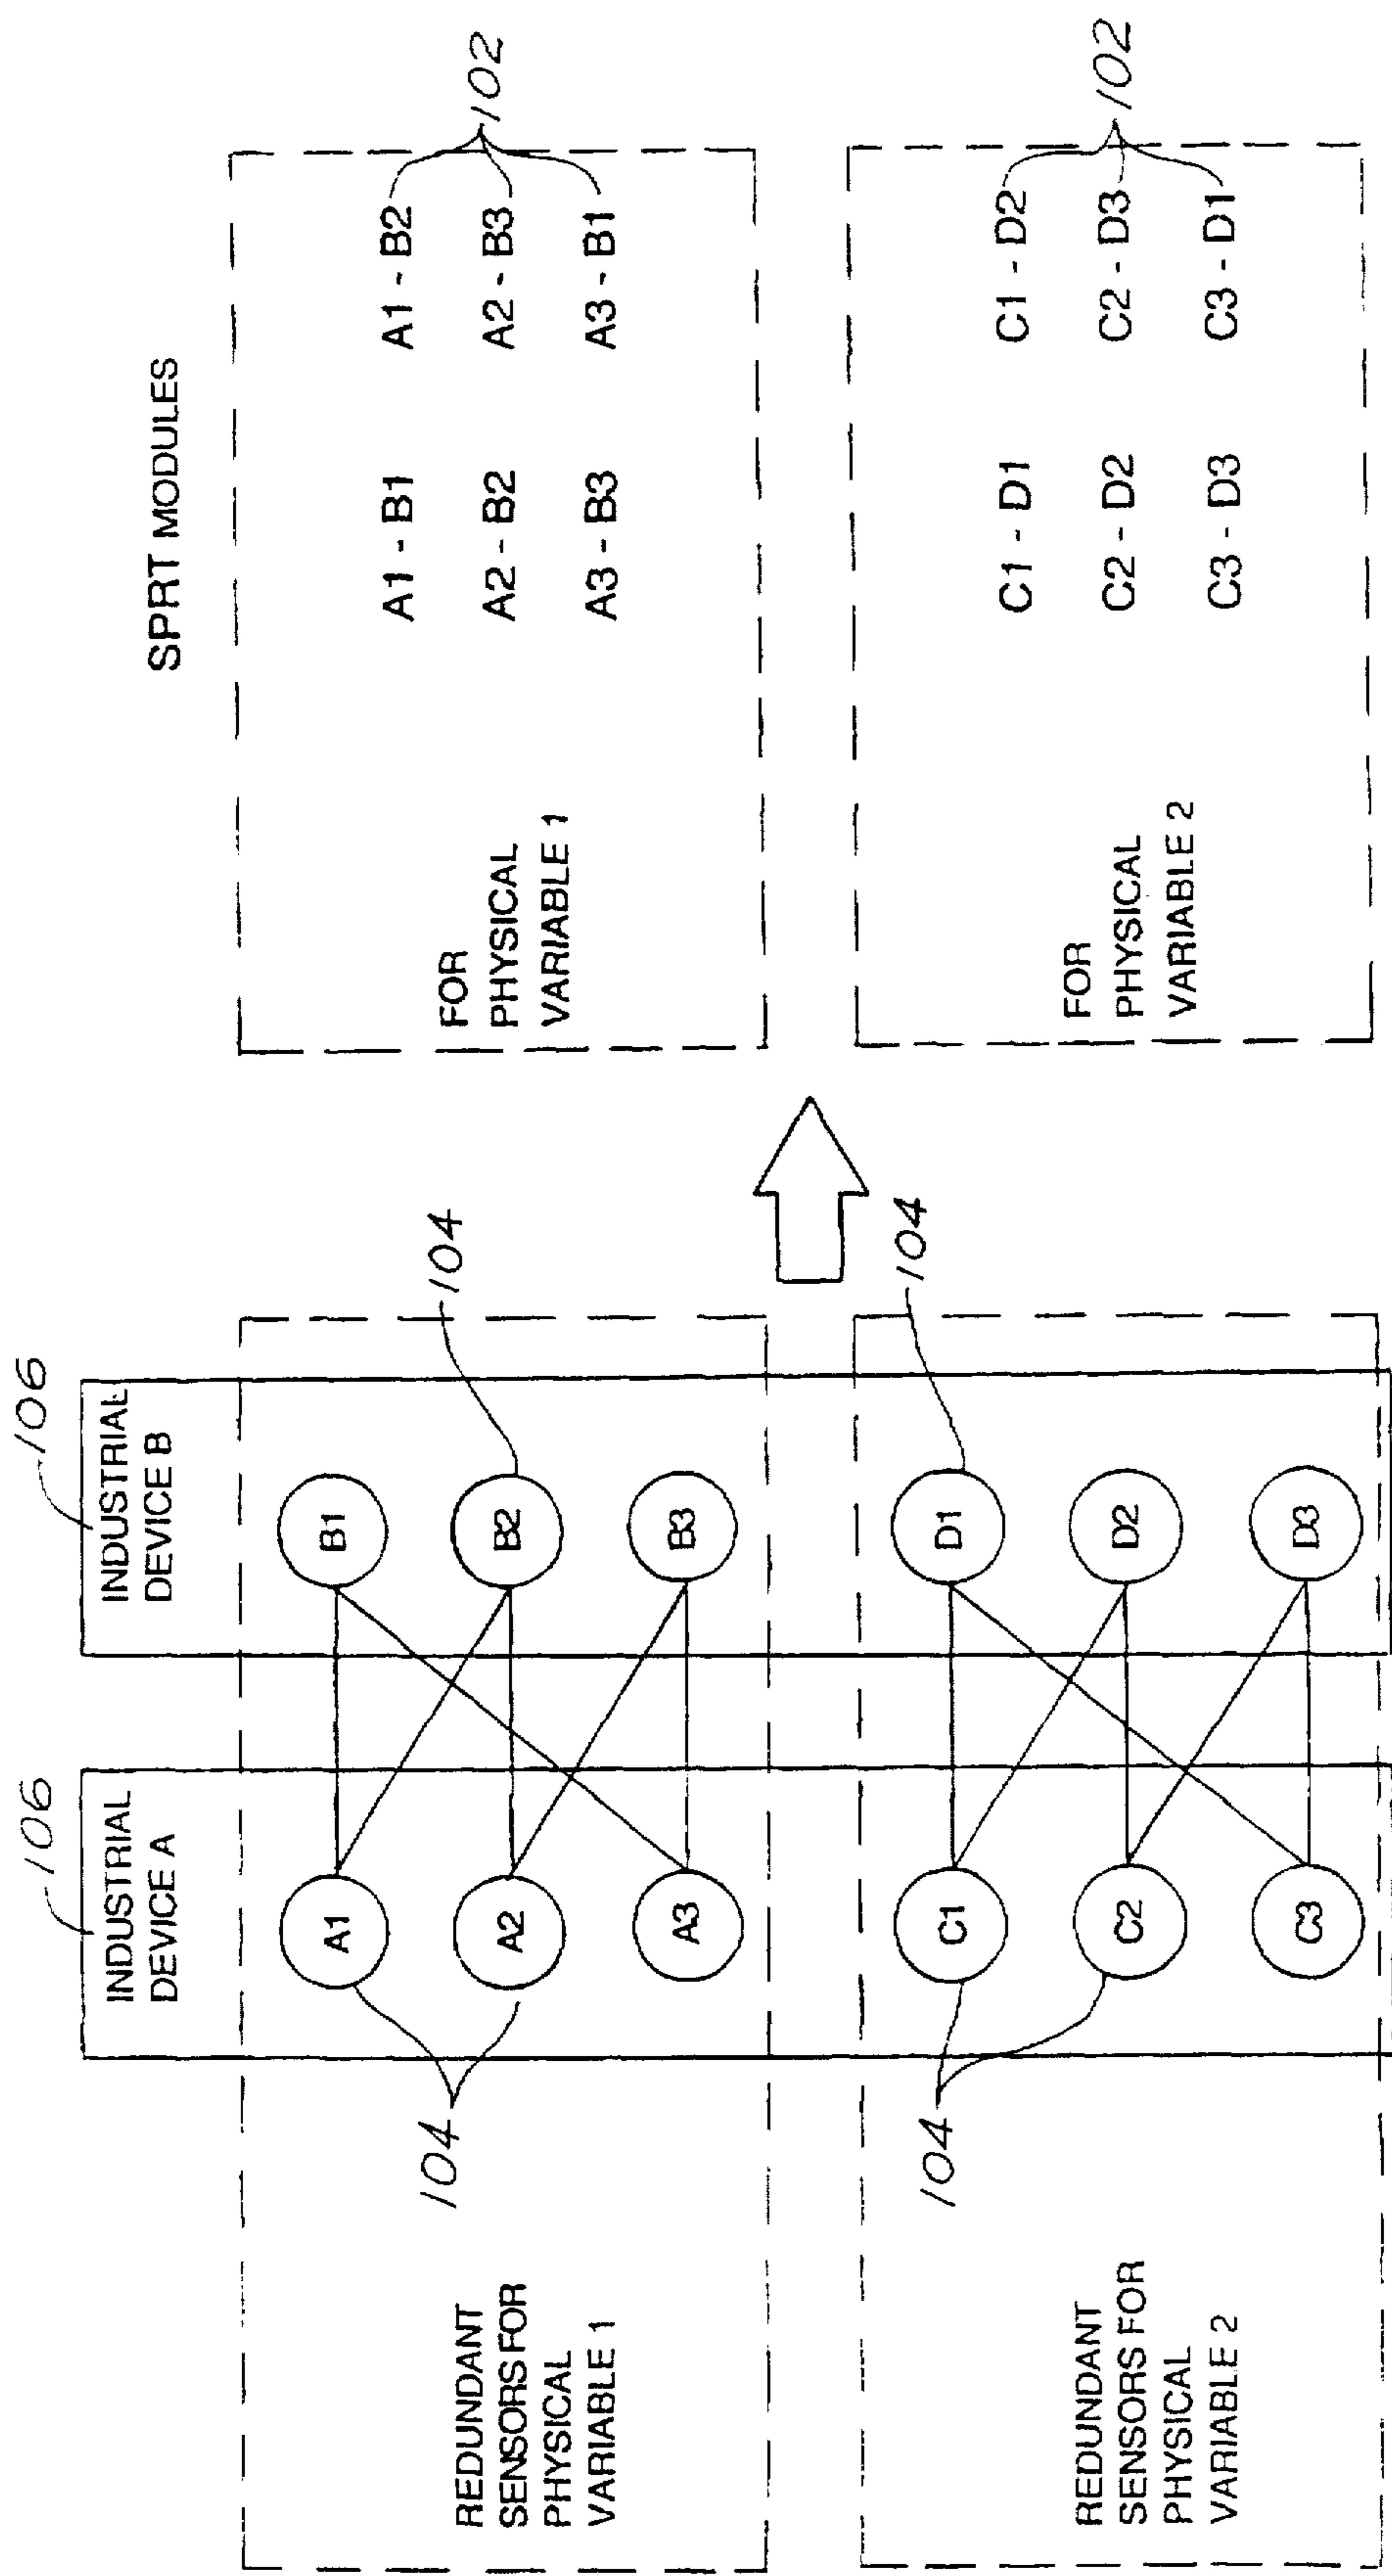 106
106
INDUSTRIAL
DEVICE A
INDUSTRIAL
DEVICE B
SPRT MODULES
REDUNDANT
SENSORS FOR
PHYSICAL
VARIABLE 1
104
A1
A2
A3
B1
B2
B3
104
FOR
PHYSICAL
VARIABLE 1
A1 - B1
A2 - B2
A3 - B3
A1 - B2
A2 - B3
A3 - B1
102
REDUNDANT
SENSORS FOR
PHYSICAL
VARIABLE 2
104
C1
C2
C3
D1
D2
D3
104
FOR
PHYSICAL
VARIABLE 2
C1 - D1
C2 - D2
C3 - D3
C1 - D2
C2 - D3
C3 - D1
102